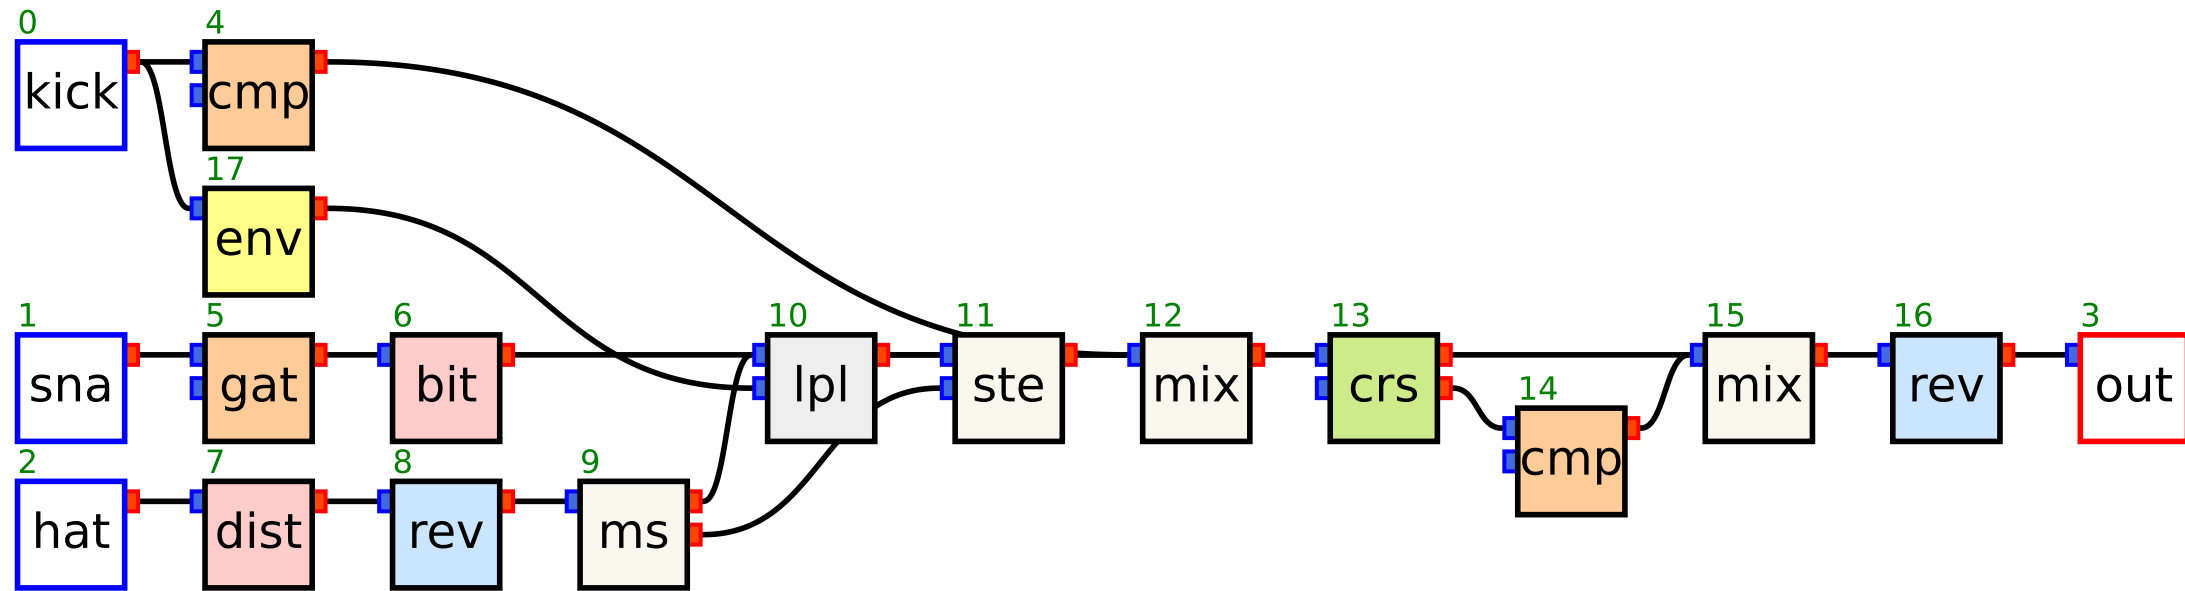 0
kick
4
cmp
17
env
1
sna
5
gat
6
bit
10
lpl
11
ste
12
mix
13
crs
14
cmp
15
mix
16
rev
3
out
2
hat
7
dist
8
rev
9
ms